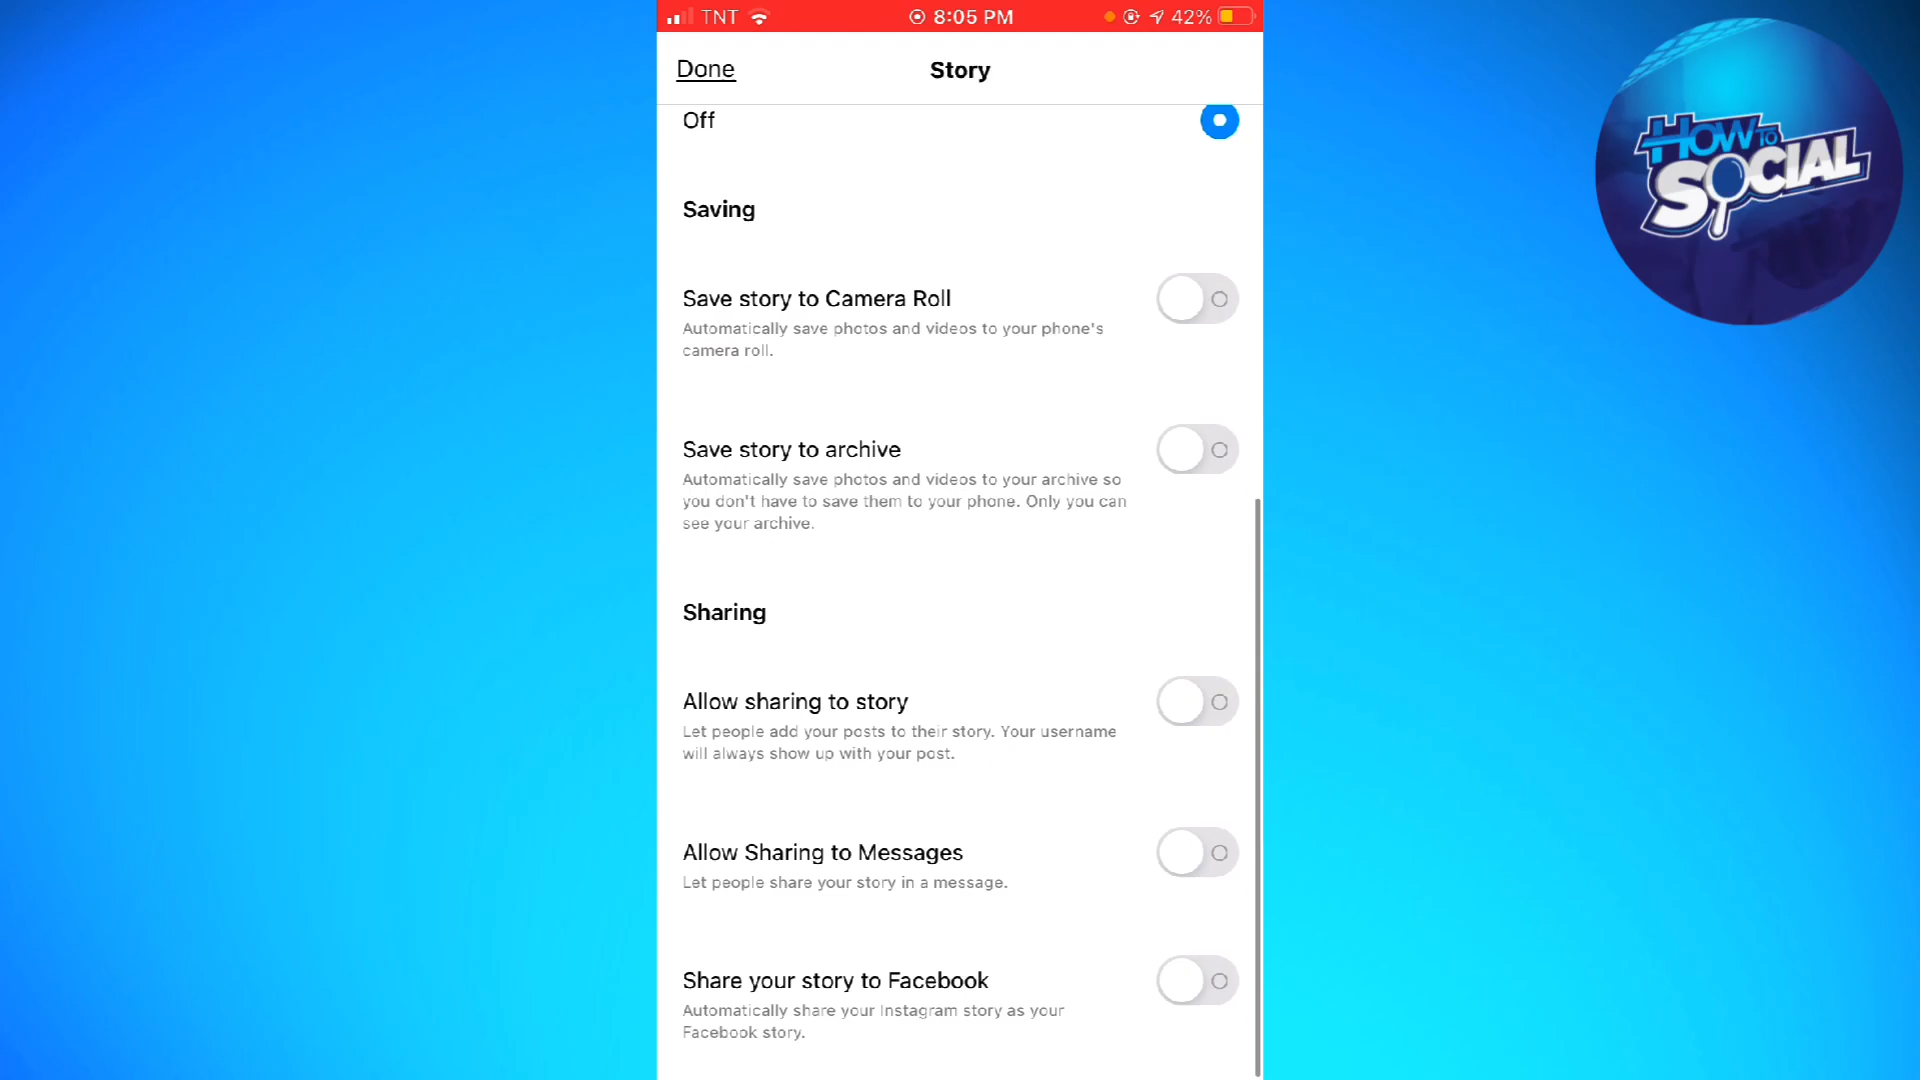 TNT 8:05 PM 42%
Done Story
Off
Saving
Save story to Camera Roll
Automatically save photos and videos to your phone's
camera roll.
Save story to archive
Automatically save photos and videos to your archive so
you don't have to save them to your phone. Only you can
see your archive.
Sharing
Allow sharing to story
Let people add your posts to their story. Your username
will always show up with your post.
Allow Sharing to Messages
Let people share your story in a message.
Share your story to Facebook
Automatically share your Instagram story as your
Facebook story.
HOW TO
SOCIAL